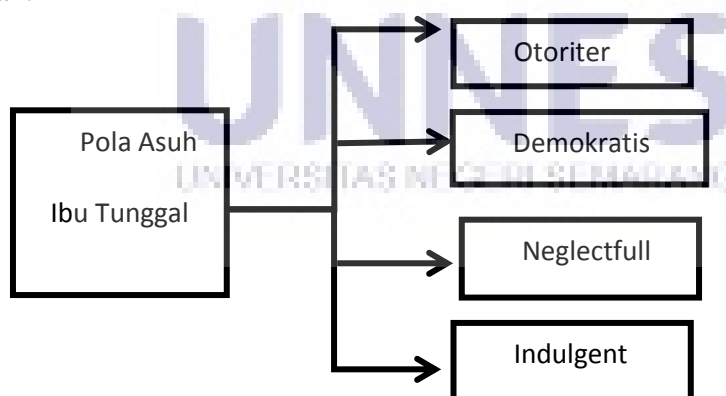 UNNES
UNIVERSITAS NEGERI SEMARANG
Pola Asuh
Ibu Tunggal
Otoriter
Demokratis
Neglectfull
Indulgent